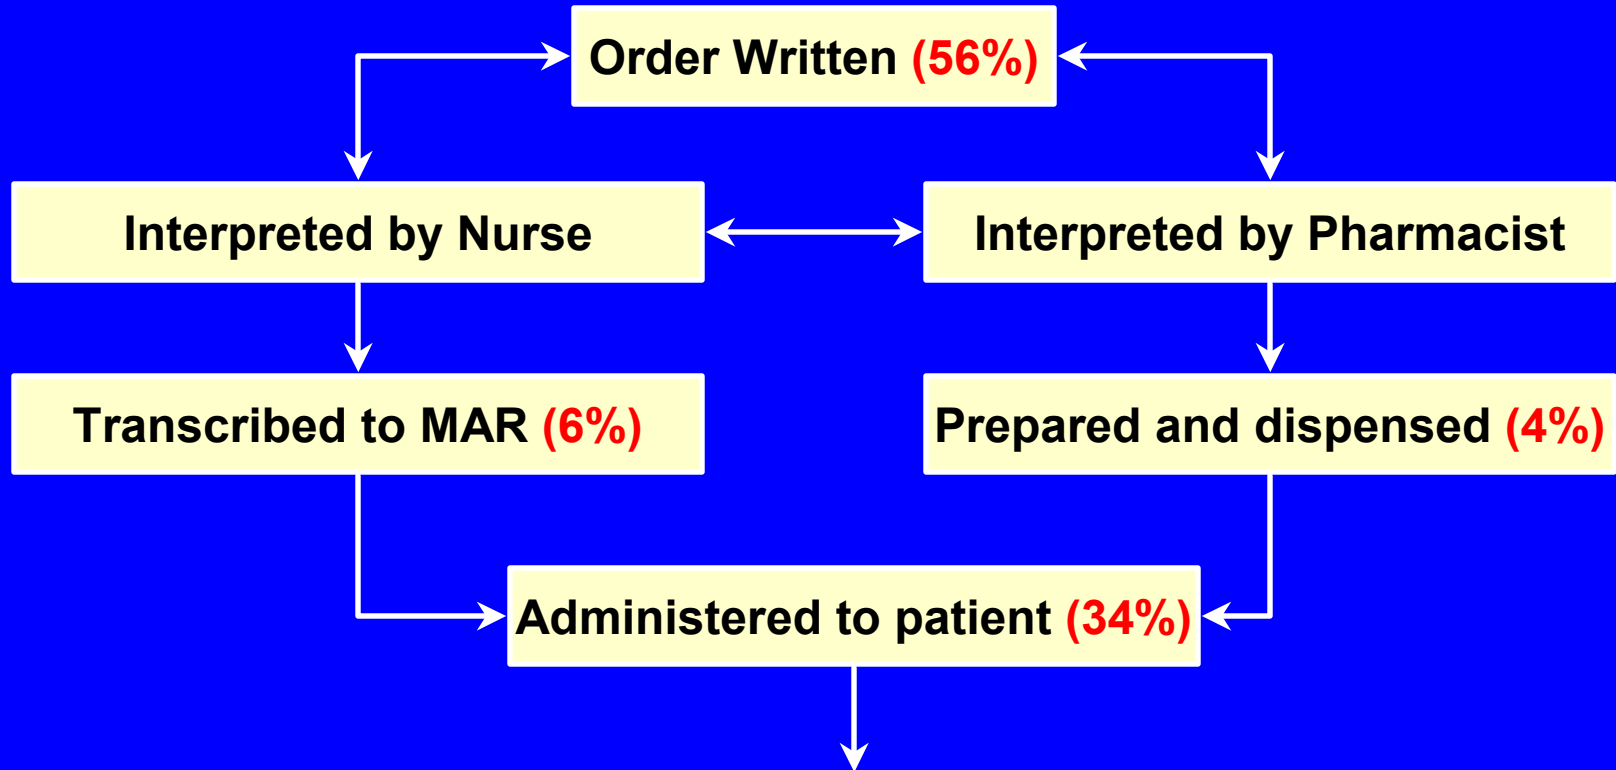 Order Written (56%)
Interpreted by Nurse
Interpreted by Pharmacist
Transcribed to MAR (6%)
Prepared and dispensed (4%)
Administered to patient (34%)